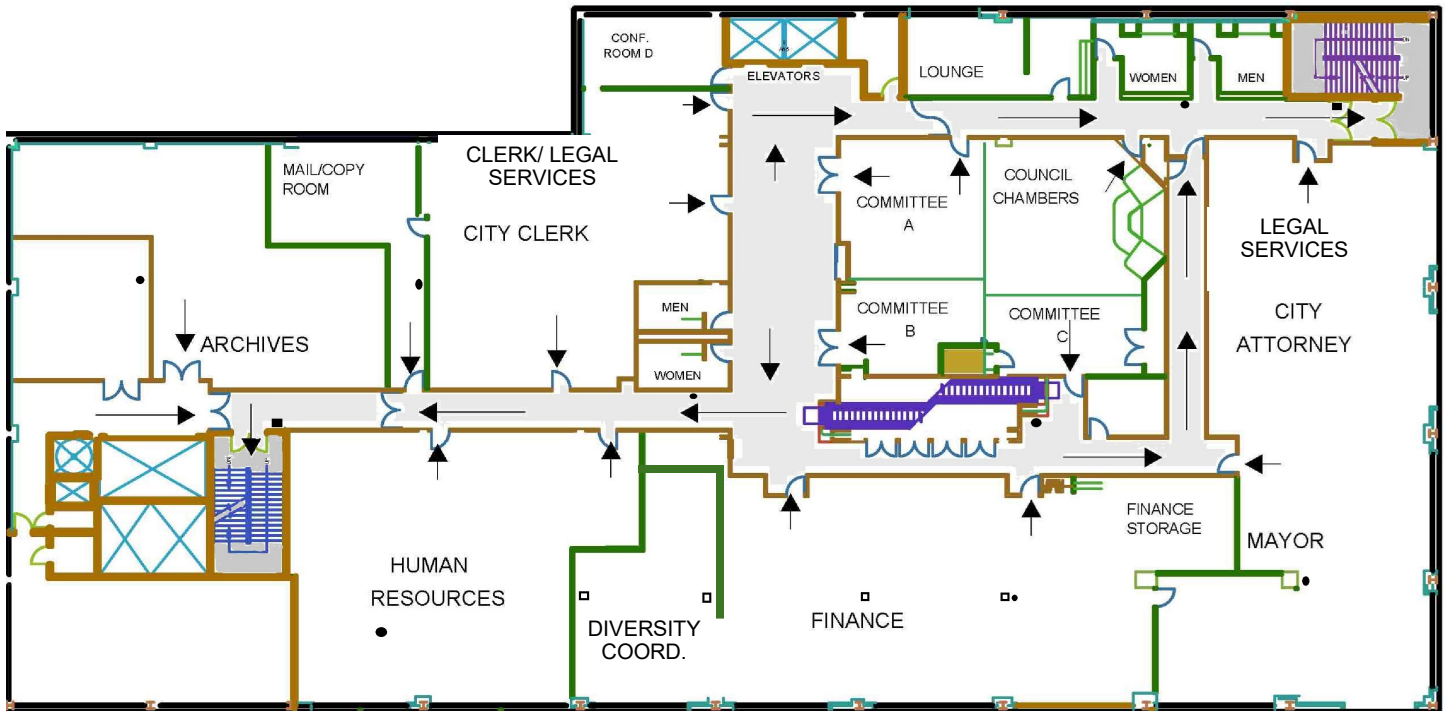 CONF.
ROOM D
ELEVATORS
LOUNGE
WOMEN
MEN
MAIL/COPY
ROOM
CLERK/ LEGAL
SERVICES
CITY CLERK
COMMITTEE
A
COUNCIL
CHAMBERS
LEGAL
SERVICES
CITY
ATTORNEY
MEN
WOMEN
COMMITTEE
B
COMMITTEE
C
ARCHIVES
FINANCE
STORAGE
MAYOR
HUMAN
RESOURCES
DIVERSITY
COORD.
FINANCE